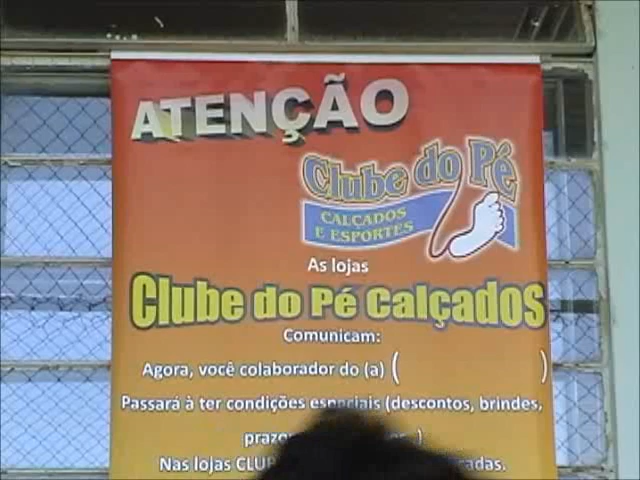 ATENÇÃO
Clube do Pé
CALÇADOS
E ESPORTES
As lojas
Clube do Pé Calçados
Comunicam:
Agora, você colaborador do (a) ( )
Passará à ter condições especiais (descontos, brindes,
)
Nas lojas